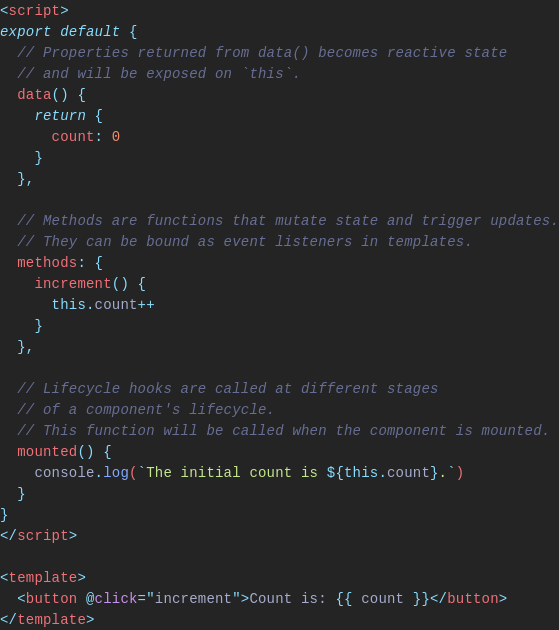 <script>
export default {
  // Properties returned from data() becomes reactive state
  // and will be exposed on `this`.
  data() {
    return {
      count: 0
    }
  },

  // Methods are functions that mutate state and trigger updates.
  // They can be bound as event listeners in templates.
  methods: {
    increment() {
      this.count++
    }
  },

  // Lifecycle hooks are called at different stages
  // of a component's lifecycle.
  // This function will be called when the component is mounted.
  mounted() {
    console.log(`The initial count is ${this.count}.`)
  }
}
</script>

<template>
  <button @click="increment">Count is: {{ count }}</button>
</template>